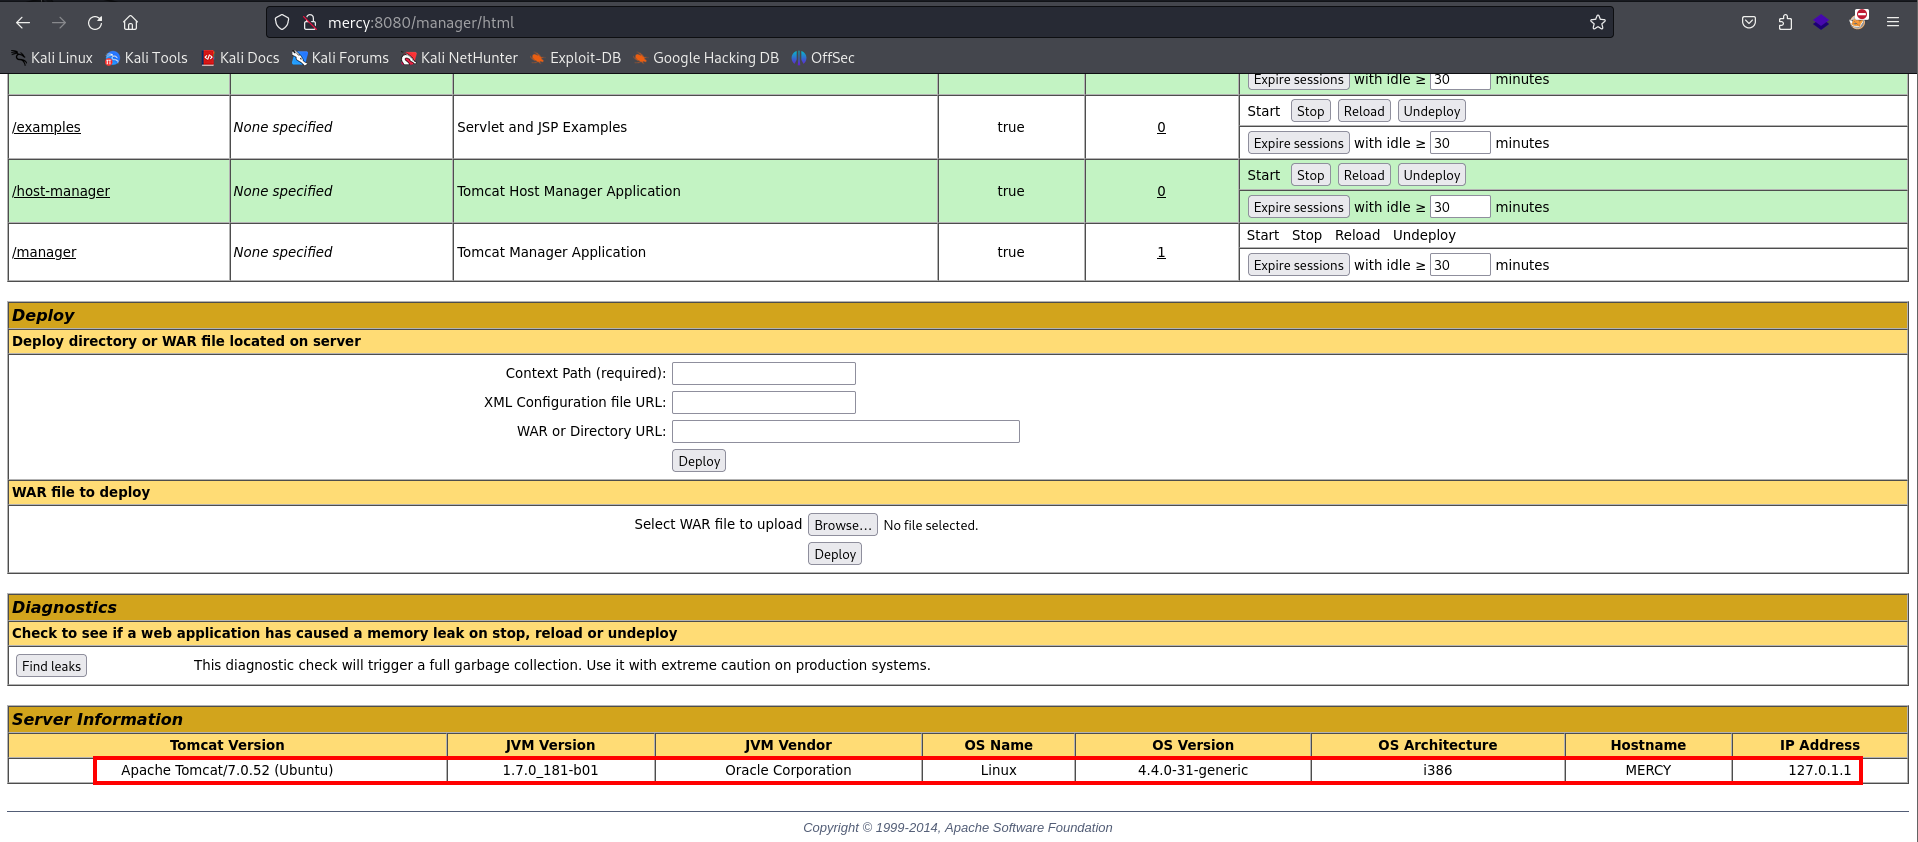 mercy:8080/manager/html
Kali Linux Kali Tools Kali Docs Kali Forums Kali NetHunter Exploit-DB Google Hacking DB OffSec
Expire sessions with idle ≥ 30 minutes
/examples None specified Servlet and JSP Examples true 0 Start Stop Reload Undeploy
Expire sessions with idle ≥ 30 minutes
/host-manager None specified Tomcat Host Manager Application true 0 Start Stop Reload Undeploy
Expire sessions with idle ≥ 30 minutes
/manager None specified Tomcat Manager Application true 1 Start Stop Reload Undeploy
Expire sessions with idle ≥ 30 minutes
Deploy
Deploy directory or WAR file located on server
Context Path (required):
XML Configuration file URL:
WAR or Directory URL:
Deploy
WAR file to deploy
Select WAR file to upload Browse... No file selected.
Deploy
Diagnostics
Check to see if a web application has caused a memory leak on stop, reload or undeploy
Find leaks This diagnostic check will trigger a full garbage collection. Use it with extreme caution on production systems.
Server Information
Tomcat Version JVM Version JVM Vendor OS Name OS Version OS Architecture Hostname IP Address
Apache Tomcat/7.0.52 (Ubuntu) 1.7.0_181-b01 Oracle Corporation Linux 4.4.0-31-generic i386 MERCY 127.0.1.1
Copyright © 1999-2014, Apache Software Foundation